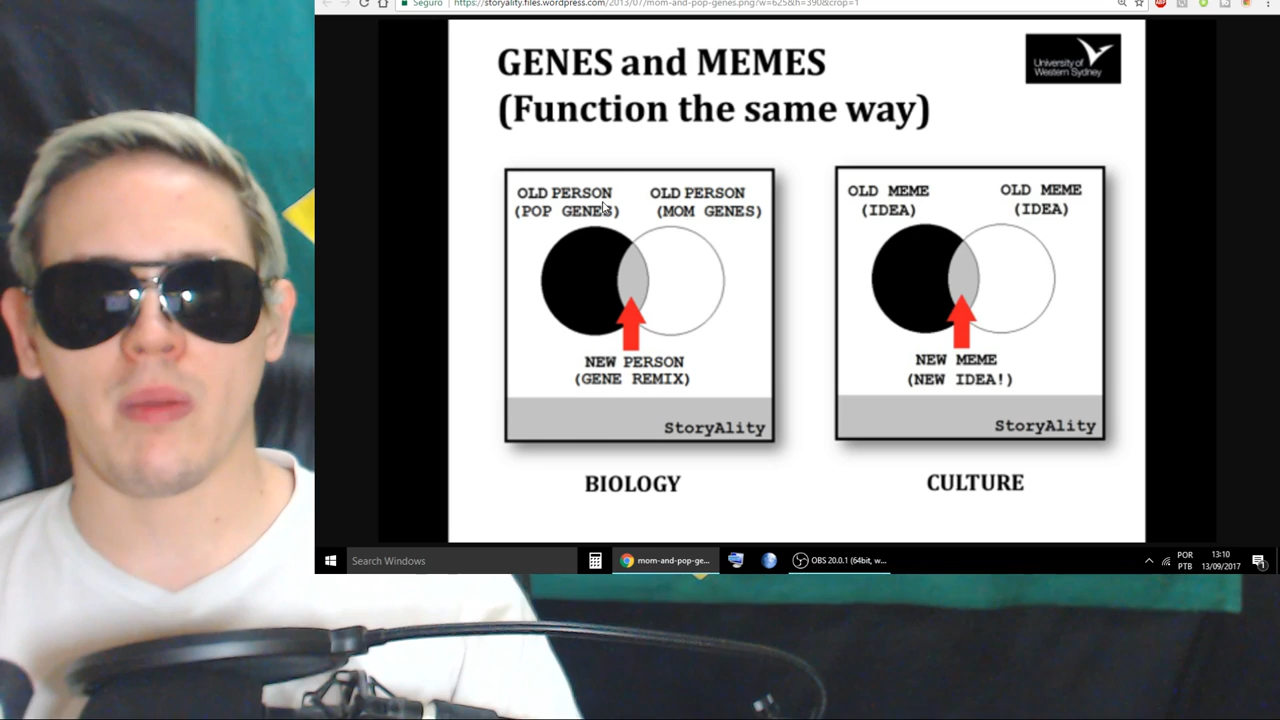 Seguro
https://storyality.files.wordpress.com/2013/07/mom-and-pop-genes.png?w=625&h=390&crop=1
GENES and MEMES
(Function the same way)
University of
Western Sydney
OLD PERSON
(POP GENES)
OLD PERSON
(MOM GENES)
NEW PERSON
(GENE REMIX)
StoryAlity
BIOLOGY
OLD MEME
(IDEA)
OLD MEME
(IDEA)
NEW MEME
(NEW IDEA!)
StoryAlity
CULTURE
Search Windows
mom-and-pop-ge...
OBS 20.0.1 (64bit, w...
POR
PTB
13:10
13/09/2017